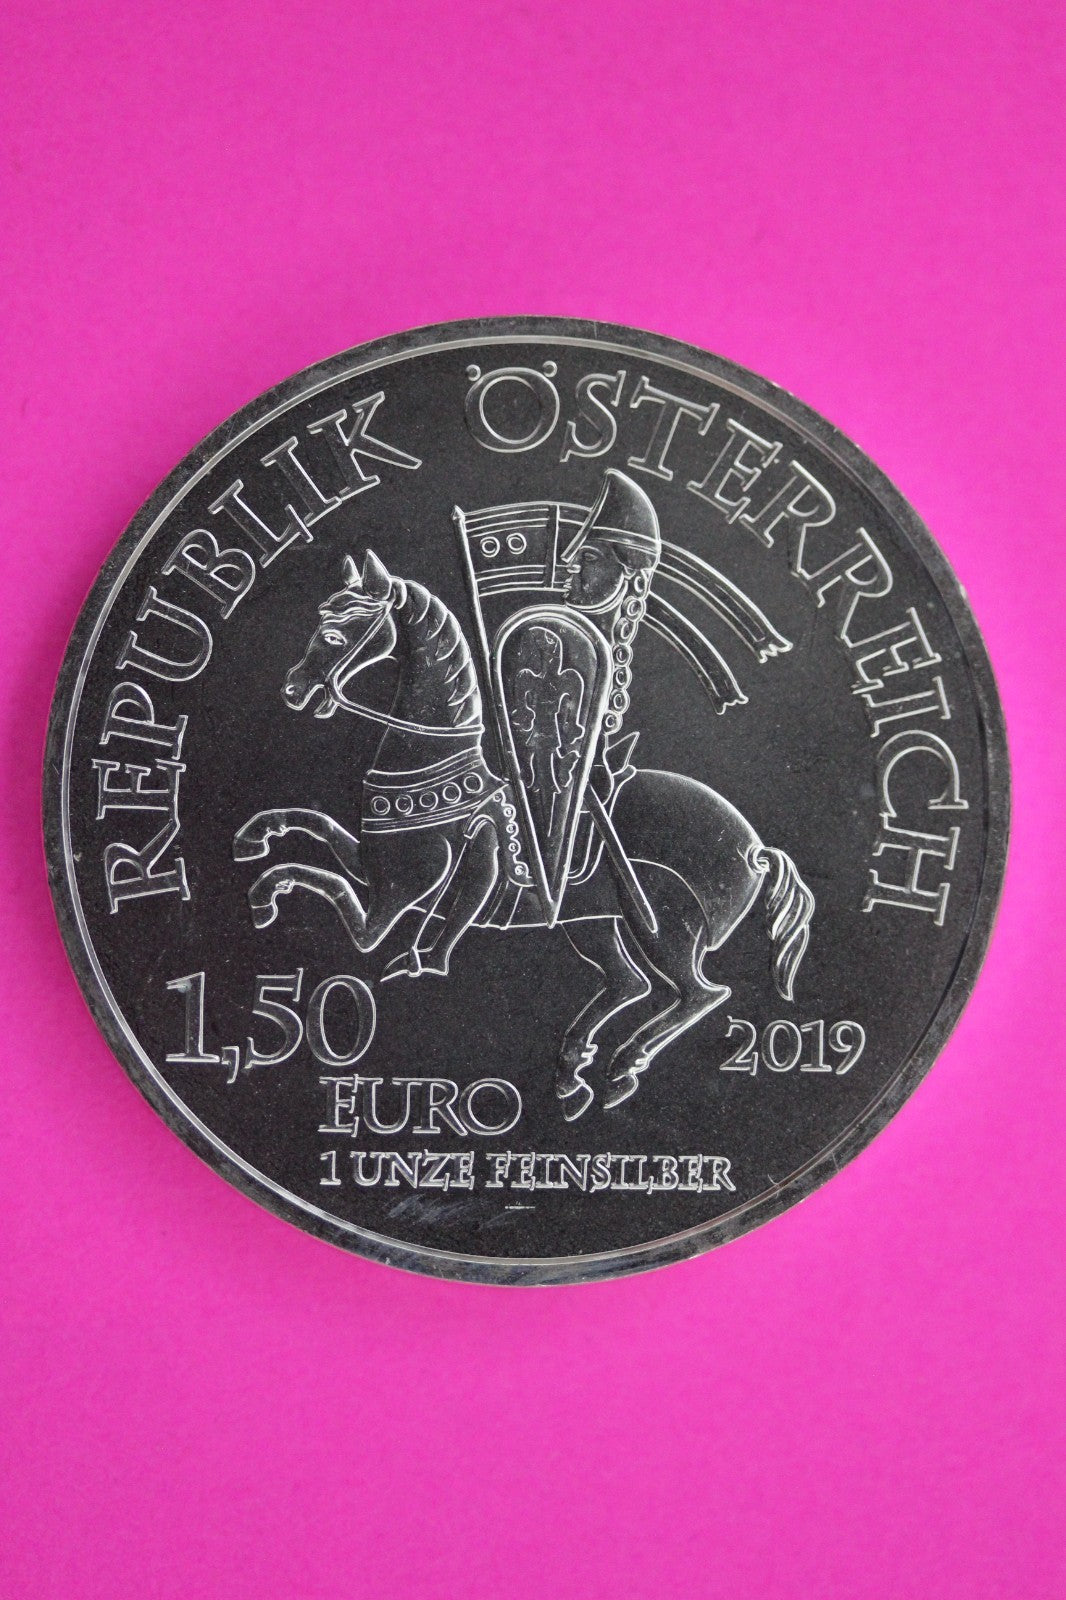 REPUBLIK ÖSTERREICH
1,50
EURO
2019
1 UNZE FEINSILBER